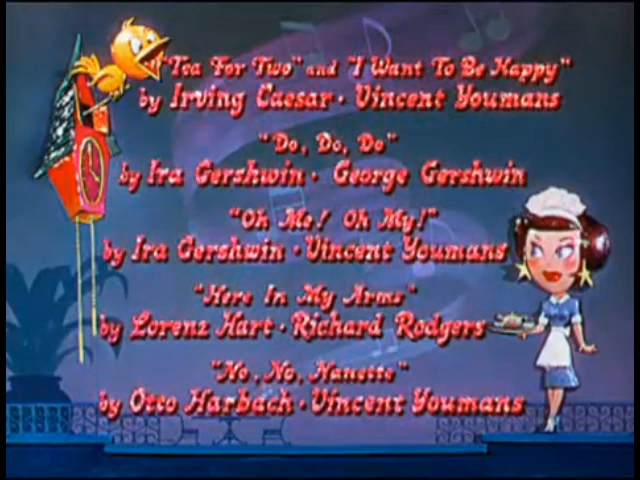 "Tea For Two" and "I Want To Be Happy"
by Irving Caesar · Vincent Youmans
"Do, Do, Do"
by Ira Gershwin · George Gershwin
"Oh Me! Oh My!"
by Ira Gershwin · Vincent Youmans
"Here In My Arms"
by Lorenz Hart · Richard Rodgers
"No, No, Nanette"
by Otto Harbach · Vincent Youmans